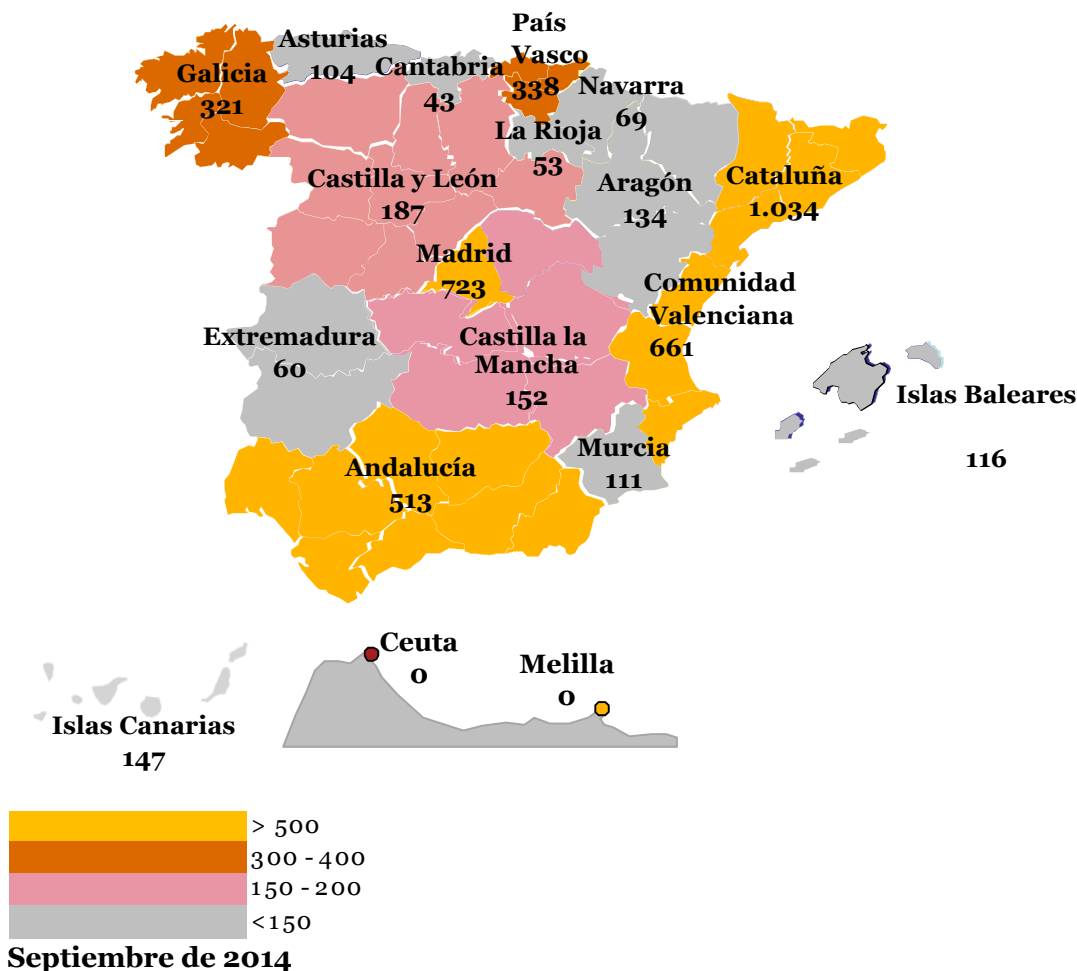 País
Vasco
338
Asturias
104
Cantabria
43
Galicia
321
Navarra
69
La Rioja
53
Castilla y León
187
Aragón
134
Cataluña
1.034
Madrid
723
Comunidad
Valenciana
661
Extremadura
60
Castilla la
Mancha
152
Islas Baleares
116
Andalucía
513
Murcia
111
Ceuta
0
Melilla
0
Islas Canarias
147
> 500
300 - 400
150 - 200
<150
Septiembre de 2014